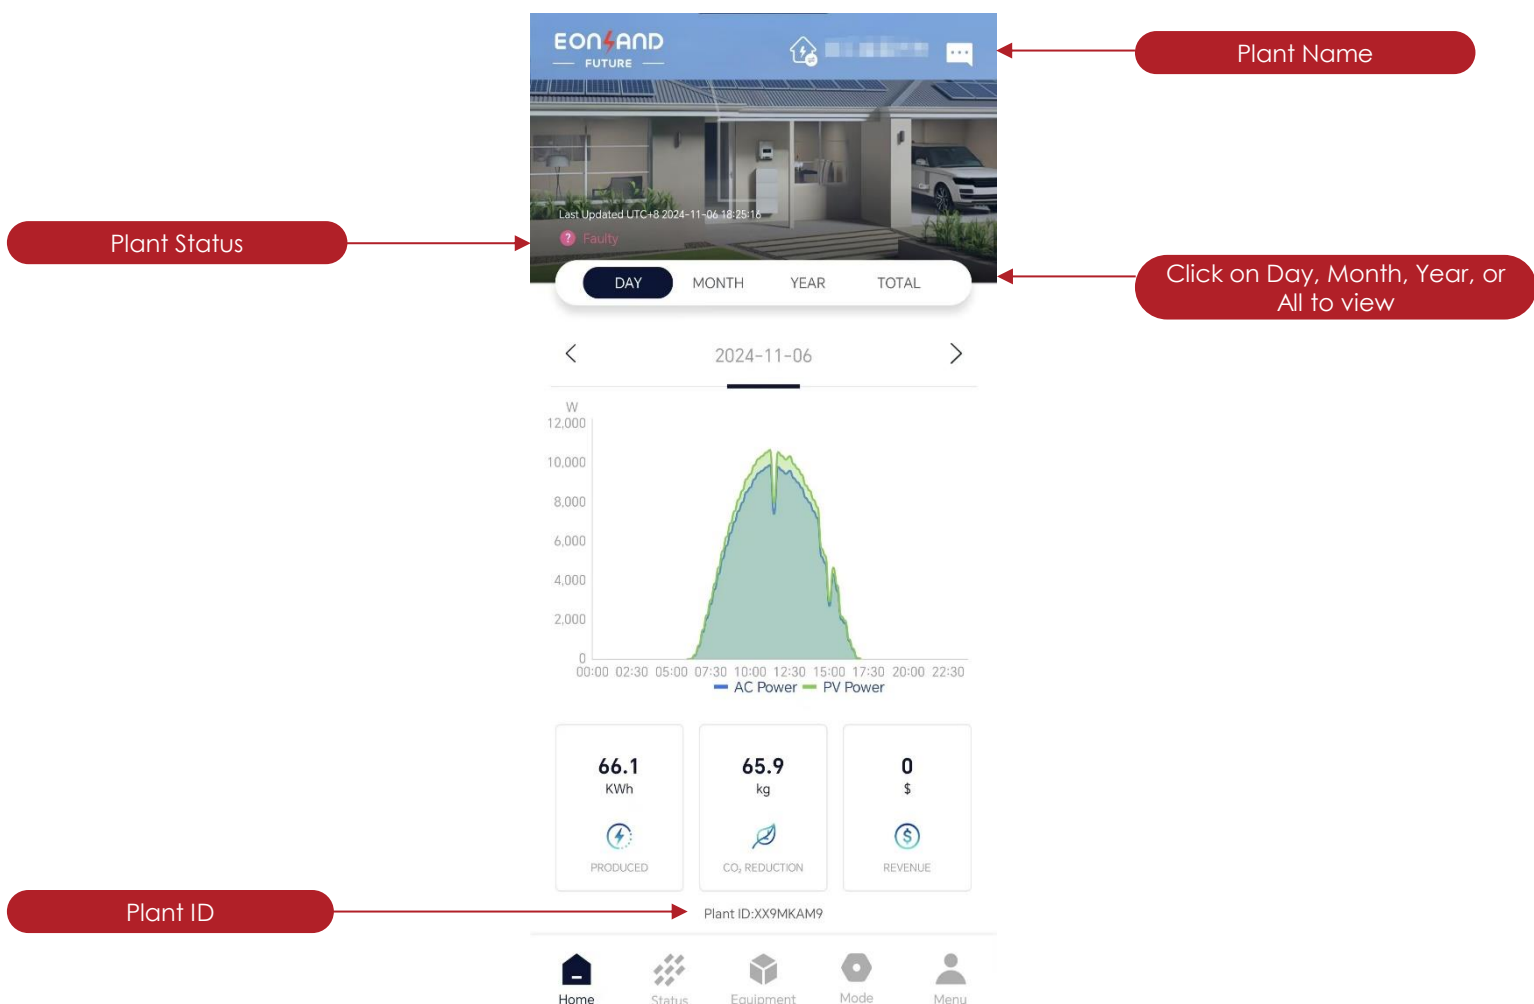 EONSAND
FUTURE
Plant Name
Last Updated UTC+8 2024-11-06 18:25:16
Plant Status
? Faulty
Click on Day, Month, Year, or
All to view
DAY MONTH YEAR TOTAL
2024-11-06
W
12,000
10,000
8,000
6,000
4,000
2,000
0
00:00 02:30 05:00 07:30 10:00 12:30 15:00 17:30 20:00 22:30
AC Power PV Power
66.1 65.9 0
KWh kg $
$
PRODUCED CO₂ REDUCTION REVENUE
Plant ID
Plant ID:XX9MKAM9
Home Status Equipment Mode Menu